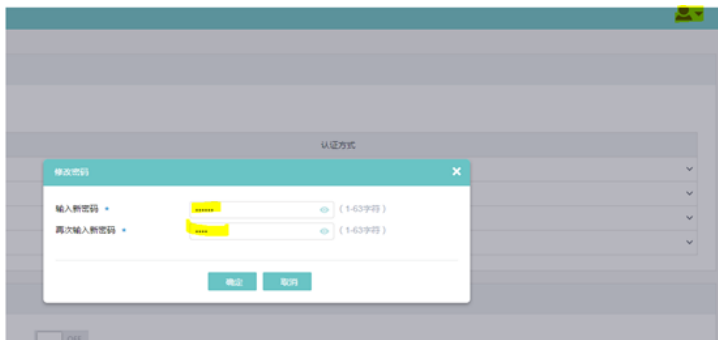 认证方式
修改密码
输入新密码 * •••••• (1-63字符)
再次输入新密码 * •••• (1-63字符)
确定 取消
OFF